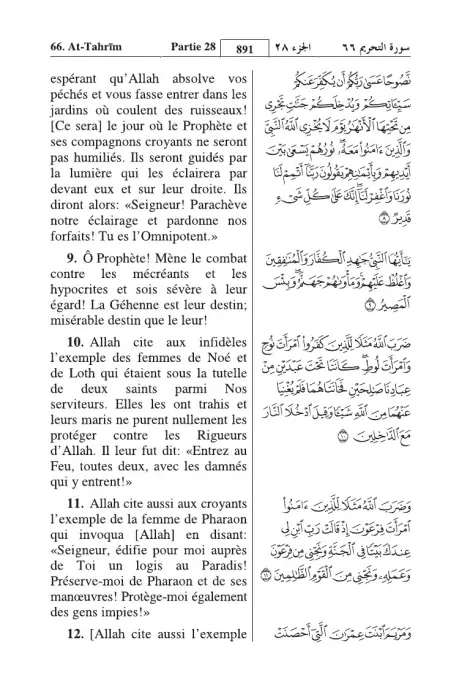 66. At-Tahrīm Partie 28 891 الجزء ٢٨ سورة التحريم ٦٦
espérant qu’Allah absolve vos
péchés et vous fasse entrer dans les
jardins où coulent des ruisseaux!
[Ce sera] le jour où le Prophète et
ses compagnons croyants ne seront
pas humiliés. Ils seront guidés par
la lumière qui les éclairera par
devant eux et sur leur droite. Ils
diront alors: «Seigneur! Parachève
notre éclairage et pardonne nos
forfaits! Tu es l’Omnipotent.»
9. Ô Prophète! Mène le combat
contre les mécréants et les
hypocrites et sois sévère à leur
égard! La Géhenne est leur destin;
misérable destin que le leur!
10. Allah cite aux infidèles
l’exemple des femmes de Noé et
de Loth qui étaient sous la tutelle
de deux saints parmi Nos
serviteurs. Elles les ont trahis et
leurs maris ne purent nullement les
protéger contre les Rigueurs
d’Allah. Il leur fut dit: «Entrez au
Feu, toutes deux, avec les damnés
qui y entrent!»
11. Allah cite aussi aux croyants
l’exemple de la femme de Pharaon
qui invoqua [Allah] en disant:
«Seigneur, édifie pour moi auprès
de Toi un logis au Paradis!
Préserve-moi de Pharaon et de ses
manœuvres! Protège-moi également
des gens impies!»
12. [Allah cite aussi l’exemple
نَّصُوحًا عَسَىٰ رَبُّكُمْ أَن يُكَفِّرَ عَنكُمْ
سَيِّـَٔاتِكُمْ وَيُدْخِلَكُمْ جَنَّـٰتٍ تَجْرِى
مِن تَحْتِهَا ٱلْأَنْهَـٰرُ يَوْمَ لَا يُخْزِى ٱللَّهُ ٱلنَّبِىَّ
وَٱلَّذِينَ ءَامَنُوا۟ مَعَهُۥ ۖ نُورُهُمْ يَسْعَىٰ بَيْنَ
أَيْدِيهِمْ وَبِأَيْمَـٰنِهِمْ يَقُولُونَ رَبَّنَآ أَتْمِمْ لَنَا
نُورَنَا وَٱغْفِرْ لَنَآ ۖ إِنَّكَ عَلَىٰ كُلِّ شَىْءٍ
قَدِيرٌ ٨
يَـٰٓأَيُّهَا ٱلنَّبِىُّ جَـٰهِدِ ٱلْكُفَّارَ وَٱلْمُنَـٰفِقِينَ
وَٱغْلُظْ عَلَيْهِمْ ۚ وَمَأْوَىٰهُمْ جَهَنَّمُ ۖ وَبِئْسَ
ٱلْمَصِيرُ ٩
ضَرَبَ ٱللَّهُ مَثَلًا لِّلَّذِينَ كَفَرُوا۟ ٱمْرَأَتَ نُوحٍ
وَٱمْرَأَتَ لُوطٍ ۖ كَانَتَا تَحْتَ عَبْدَيْنِ مِنْ
عِبَادِنَا صَـٰلِحَيْنِ فَخَانَتَاهُمَا فَلَمْ يُغْنِيَا
عَنْهُمَا مِنَ ٱللَّهِ شَيْـًٔا وَقِيلَ ٱدْخُلَا ٱلنَّارَ
مَعَ ٱلدَّٰخِلِينَ ١٠
وَضَرَبَ ٱللَّهُ مَثَلًا لِّلَّذِينَ ءَامَنُوا۟
ٱمْرَأَتَ فِرْعَوْنَ إِذْ قَالَتْ رَبِّ ٱبْنِ لِى
عِندَكَ بَيْتًا فِى ٱلْجَنَّةِ وَنَجِّنِى مِن فِرْعَوْنَ
وَعَمَلِهِۦ وَنَجِّنِى مِنَ ٱلْقَوْمِ ٱلظَّـٰلِمِينَ ١١
وَمَرْيَمَ ٱبْنَتَ عِمْرَٰنَ ٱلَّتِىٓ أَحْصَنَتْ